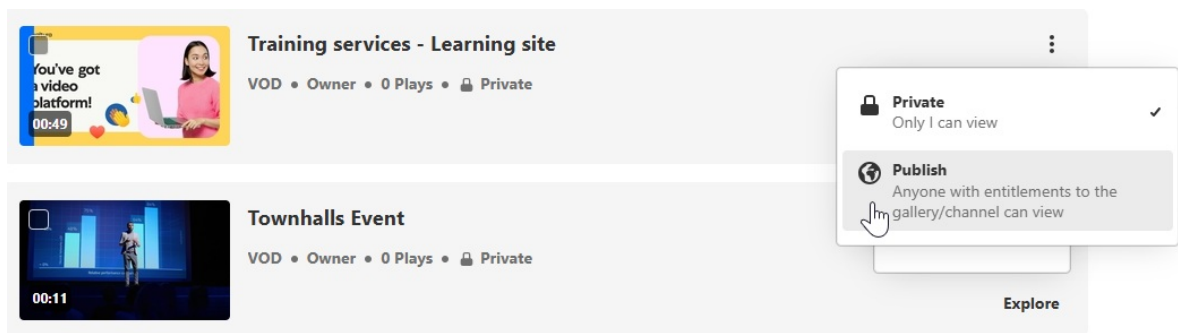 Training services - Learning site
VOD • Owner • 0 Plays • Private
You've got
a video
platform!
00:49
Private
Only I can view
Publish
Anyone with entitlements to the
gallery/channel can view
Townhalls Event
VOD • Owner • 0 Plays • Private
00:11
Explore